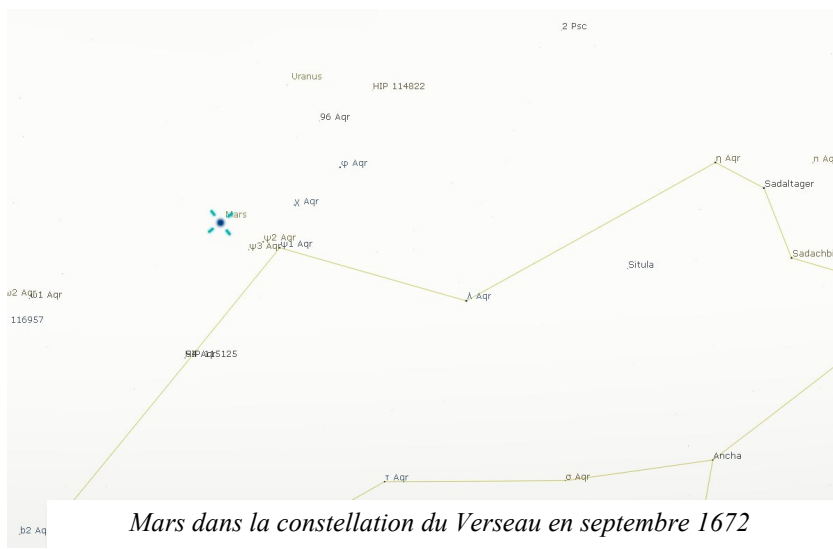 2 Psc
Uranus
HIP 114822
96 Aqr
φ Aqr
η Aqr
π Aq
Sadaltager
χ Aqr
Mars
ψ2 Aqr
ψ3 Aqr
ψ1 Aqr
Sadachbi
Situla
ω2 Aqr
ω1 Aqr
λ Aqr
116957
115125
Ancha
τ Aqr
σ Aqr
b2 Aq
Mars dans la constellation du Verseau en septembre 1672